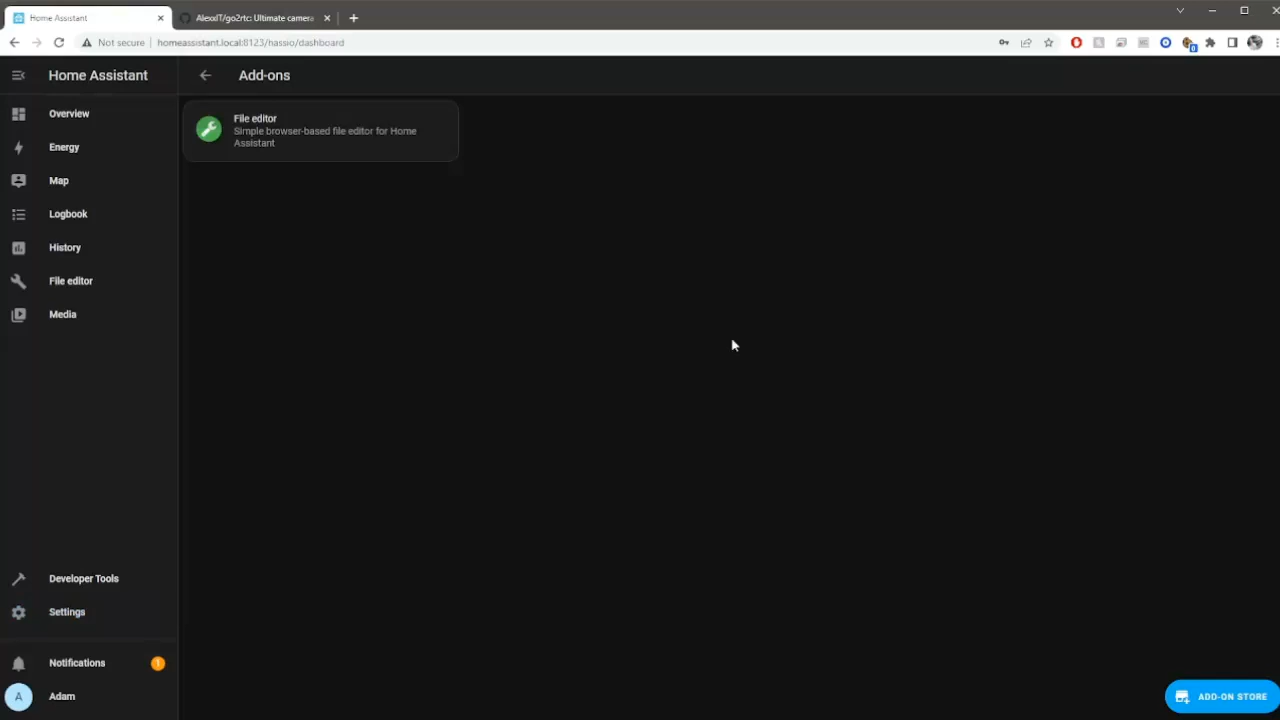 Home Assistant
AlexxIT/go2rtc: Ultimate camera
Not secure
homeassistant.local:8123/hassio/dashboard
0
Home Assistant
Add-ons
Overview
Energy
Map
Logbook
History
File editor
Media
File editor
Simple browser-based file editor for Home
Assistant
Developer Tools
Settings
Notifications
1
A
Adam
ADD-ON STORE